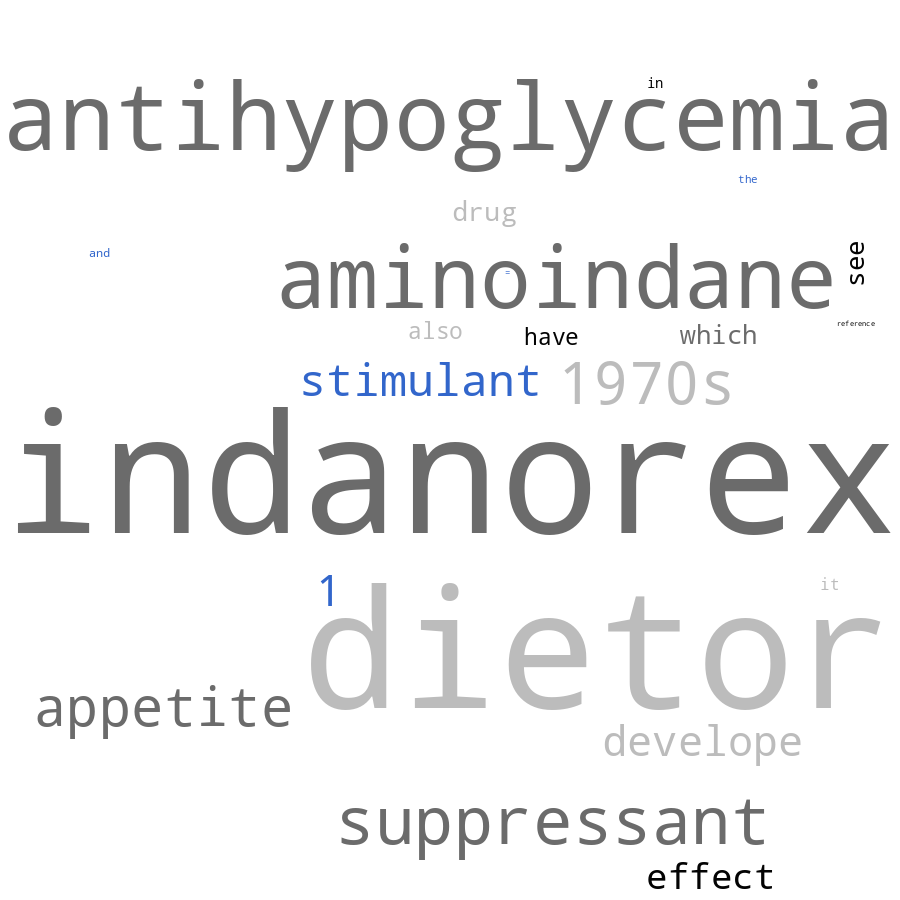 in
antihypoglycemia
the
drug
and
see
aminoindane
=
reference
also have which
stimulant 1970s
indanorex
1
it
dietor
appetite
develope
suppressant
effect